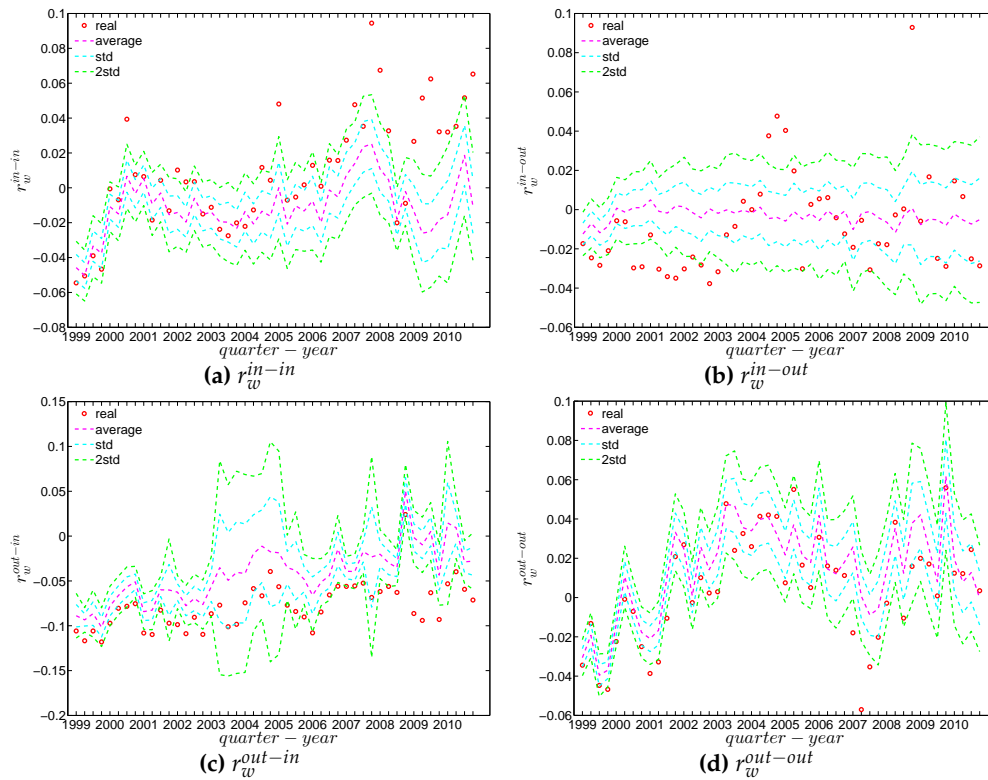 0.1
0.08
0.06
0.04
0.02
0
−0.02
−0.04
−0.06
−0.08
r_w^{in−in}
real
average
std
2std
1999 2000 2001 2002 2003 2004 2005 2006 2007 2008 2009 2010
quarter − year
(a) r_w^{in−in}
0.1
0.08
0.06
0.04
0.02
0
−0.02
−0.04
−0.06
r_w^{in−out}
real
average
std
2std
1999 2000 2001 2002 2003 2004 2005 2006 2007 2008 2009 2010
quarter − year
(b) r_w^{in−out}
0.15
0.1
0.05
0
−0.05
−0.1
−0.15
−0.2
r_w^{out−in}
real
average
std
2std
1999 2000 2001 2002 2003 2004 2005 2006 2007 2008 2009 2010
quarter − year
(c) r_w^{out−in}
0.1
0.08
0.06
0.04
0.02
0
−0.02
−0.04
−0.06
r_w^{out−out}
real
average
std
2std
1999 2000 2001 2002 2003 2004 2005 2006 2007 2008 2009 2010
quarter − year
(d) r_w^{out−out}